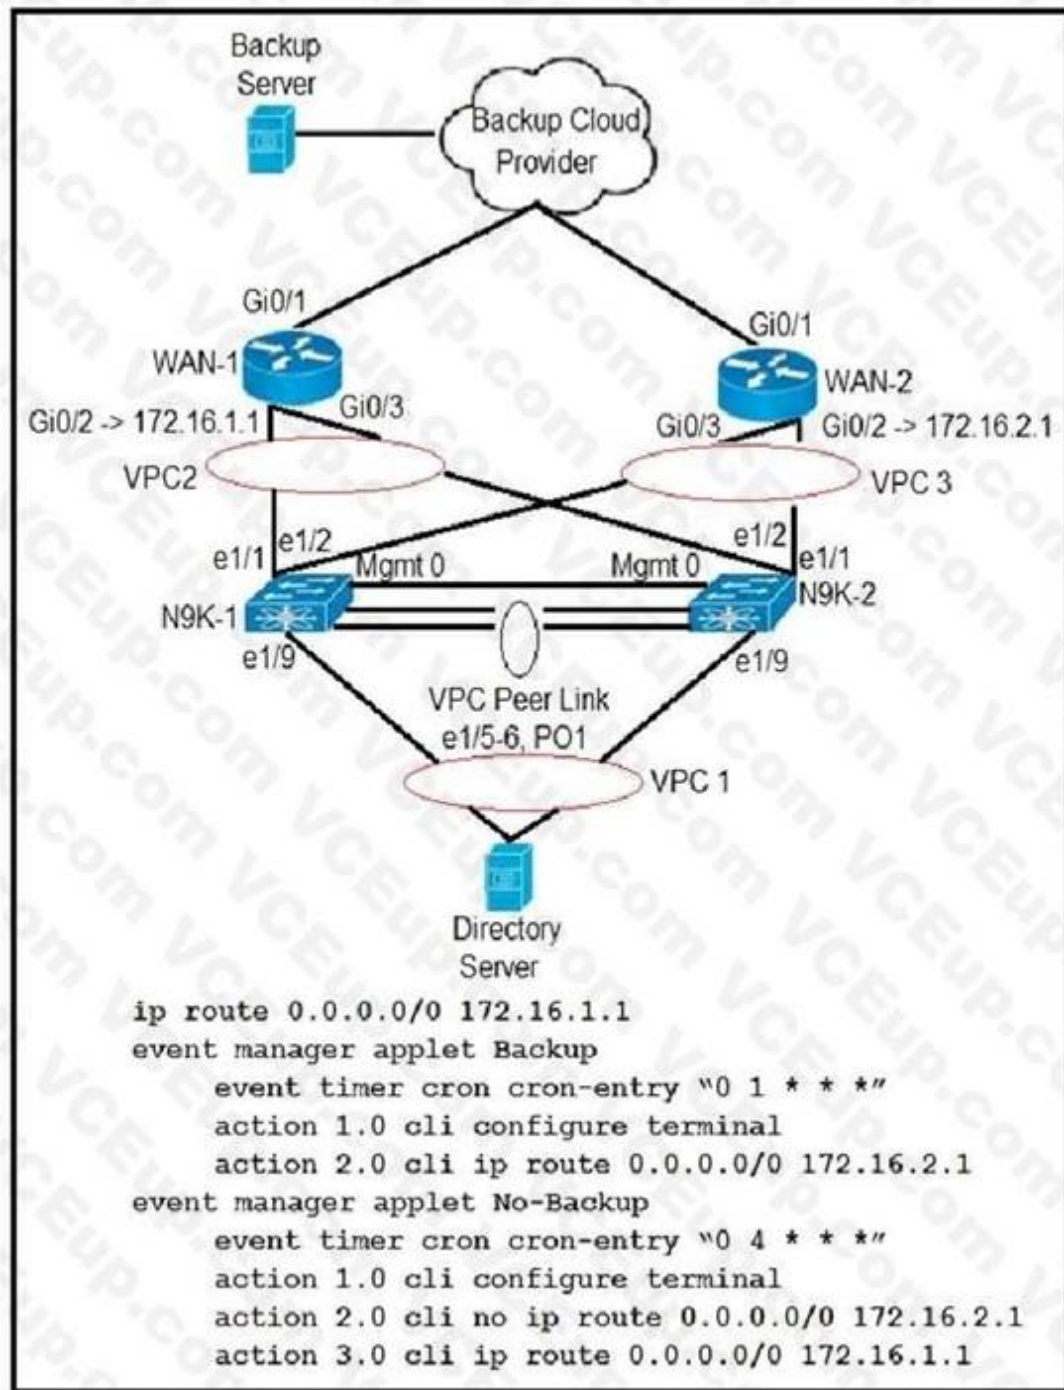 Backup
Server
Backup Cloud
Provider
Gi0/1
Gi0/1
WAN-1
WAN-2
Gi0/2 -> 172.16.1.1
Gi0/3
Gi0/3
Gi0/2 -> 172.16.2.1
VPC2
VPC 3
e1/1
e1/2
e1/2
e1/1
Mgmt 0
Mgmt 0
N9K-1
N9K-2
e1/9
e1/9
VPC Peer Link
e1/5-6, PO1
VPC 1
Directory
Server
ip route 0.0.0.0/0 172.16.1.1
event manager applet Backup
event timer cron cron-entry “0 1 * * *”
action 1.0 cli configure terminal
action 2.0 cli ip route 0.0.0.0/0 172.16.2.1
event manager applet No-Backup
event timer cron cron-entry “0 4 * * *”
action 1.0 cli configure terminal
action 2.0 cli no ip route 0.0.0.0/0 172.16.2.1
action 3.0 cli ip route 0.0.0.0/0 172.16.1.1
VCEup.com